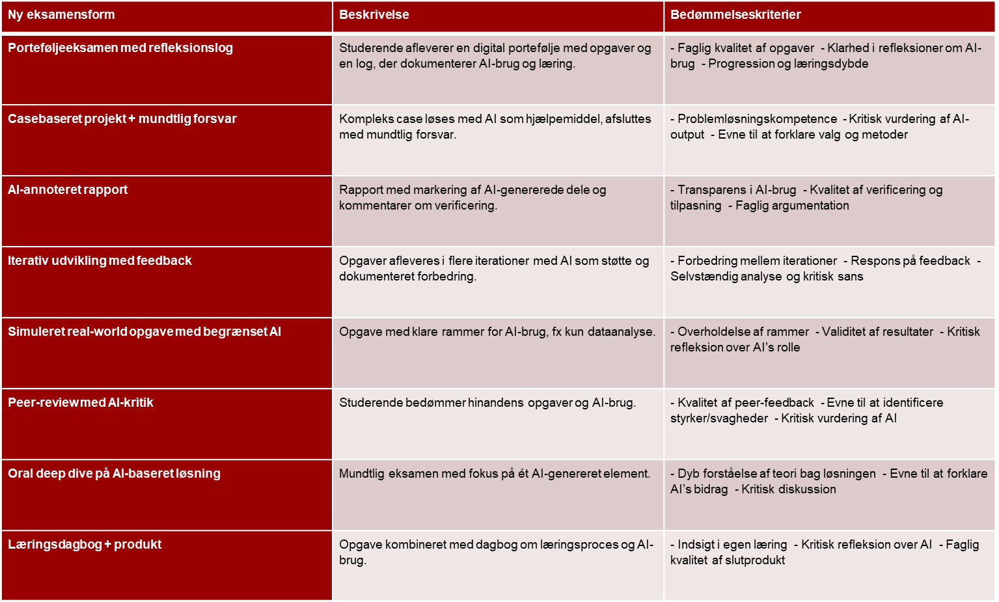 Ny eksamensform
Beskrivelse
Bedømmelseskriterier
Porteføljeeksamen med refleksionslog
Studerende afleverer en digital portefølje med opgaver og
en log, der dokumenterer AI-brug og læring.
- Faglig kvalitet af opgaver - Klarhed i refleksioner om AI-
brug - Progression og læringsdybde
Casebaseret projekt + mundtlig forsvar
Kompleks case løses med AI som hjælpemiddel, afsluttes
med mundtlig forsvar.
- Problemløsningskompetence - Kritisk vurdering af AI-
output - Evne til at forklare valg og metoder
AI-annoteret rapport
Rapport med markering af AI-genererede dele og
kommentarer om verificering.
- Transparens i AI-brug - Kvalitet af verificering og
tilpasning - Faglig argumentation
Iterativ udvikling med feedback
Opgaver afleveres i flere iterationer med AI som støtte og
dokumenteret forbedring.
- Forbedring mellem iterationer - Respons på feedback -
Selvstændig analyse og kritisk sans
Simuleret real-world opgave med begrænset AI
Opgave med klare rammer for AI-brug, fx kun dataanalyse.
- Overholdelse af rammer - Validitet af resultater - Kritisk
refleksion over AI’s rolle
Peer-review med AI-kritik
Studerende bedømmer hinandens opgaver og AI-brug.
- Kvalitet af peer-feedback - Evne til at identificere
styrker/svagheder - Kritisk vurdering af AI
Oral deep dive på AI-baseret løsning
Mundtlig eksamen med fokus på ét AI-genereret element.
- Dyb forståelse af teori bag løsningen - Evne til at forklare
AI’s bidrag - Kritisk diskussion
Læringsdagbog + produkt
Opgave kombineret med dagbog om læringsproces og AI-
brug.
- Indsigt i egen læring - Kritisk refleksion over AI - Faglig
kvalitet af slutprodukt